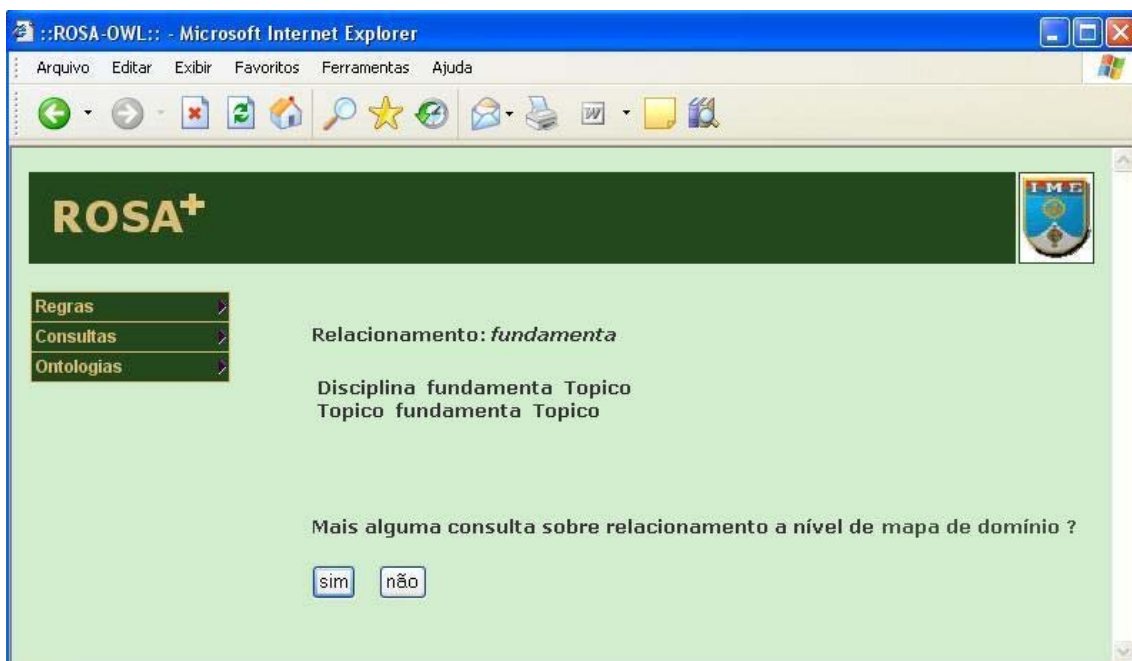 ::ROSA-OWL:: - Microsoft Internet Explorer
Arquivo Editar Exibir Favoritos Ferramentas Ajuda
W
ROSA+
IME
Regras
Consultas
Ontologias
Relacionamento: fundamenta
Disciplina fundamenta Topico
Topico fundamenta Topico
Mais alguma consulta sobre relacionamento a nível de mapa de domínio ?
sim não